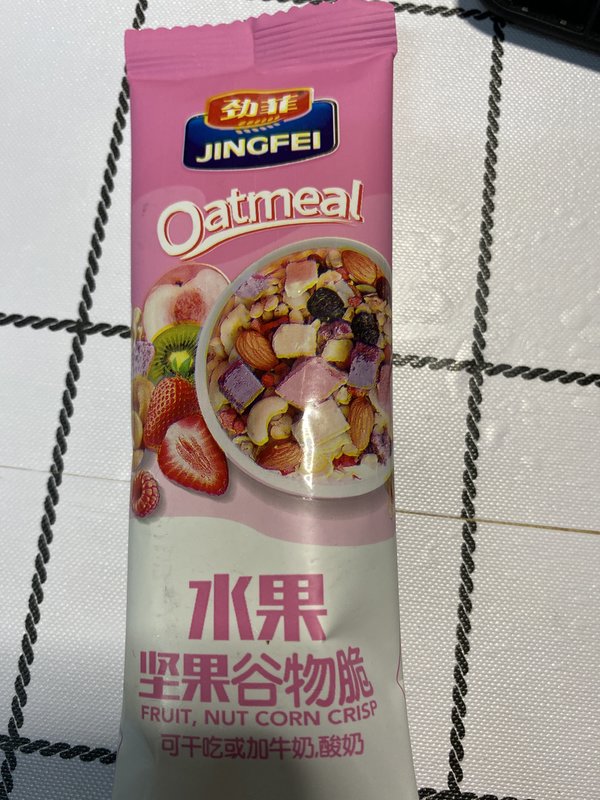 劲菲
JINGFEI
Oatmeal
水果
坚果谷物脆
FRUIT, NUT CORN CRISP
可干吃或加牛奶,酸奶